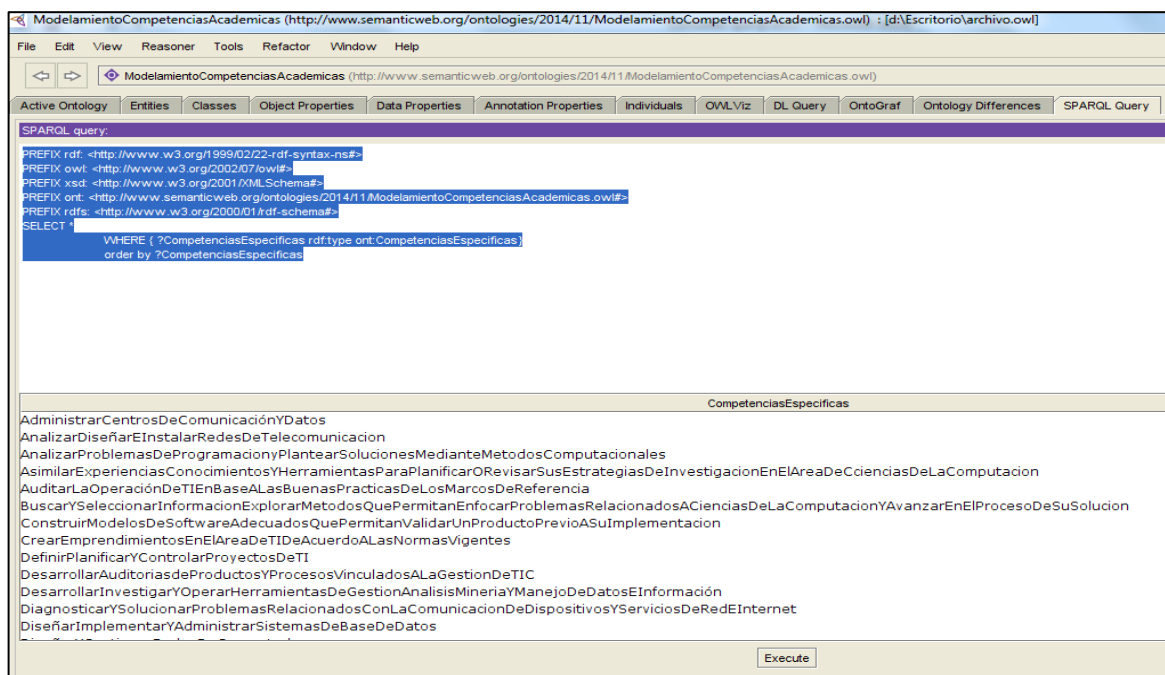 ModelamientoCompetenciasAcademicas (http://www.semanticweb.org/ontologies/2014/11/ModelamientoCompetenciasAcademicas.owl) : [d:\Escritorio\archivo.owl]
File Edit View Reasoner Tools Refactor Window Help
ModelamientoCompetenciasAcademicas (http://www.semanticweb.org/ontologies/2014/11/ModelamientoCompetenciasAcademicas.owl)
Active Ontology Entities Classes Object Properties Data Properties Annotation Properties Individuals OWLViz DL Query OntoGraf Ontology Differences SPARQL Query
SPARQL query:
PREFIX rdf: <http://www.w3.org/1999/02/22-rdf-syntax-ns#>
PREFIX owl: <http://www.w3.org/2002/07/owl#>
PREFIX xsd: <http://www.w3.org/2001/XMLSchema#>
PREFIX ont: <http://www.semanticweb.org/ontologies/2014/11/ModelamientoCompetenciasAcademicas.owl#>
PREFIX rdfs: <http://www.w3.org/2000/01/rdf-schema#>
SELECT *
WHERE { ?CompetenciasEspecificas rdf:type ont:CompetenciasEspecificas}
order by ?CompetenciasEspecificas
CompetenciasEspecificas
AdministrarCentrosDeComunicaciónYDatos
AnalizarDiseñarEInstalarRedesDeTelecomunicacion
AnalizarProblemasDeProgramacionyPlantearSolucionesMedianteMetodosComputacionales
AsimilarExperienciasConocimientosYHerramientasParaPlanificarORevisarSusEstrategiasDeInvestigacionEnElAreaDeCcienciasDeLaComputacion
AuditarLaOperaciónDeTIEnBaseALasBuenasPracticasDeLosMarcosDeReferencia
BuscarYSeleccionarInformacionExplorarMetodosQuePermitanEnfocarProblemasRelacionadosACienciasDeLaComputacionYAvanzarEnElProcesoDeSuSolucion
ConstruirModelosDeSoftwareAdecuadosQuePermitanValidarUnProductoPrevioASuImplementacion
CrearEmprendimientosEnElAreaDeTIDeAcuerdoALasNormasVigentes
DefinirPlanificarYControlarProyectosDeTI
DesarrollarAuditoriasdeProductosYProcesosVinculadosALaGestionDeTIC
DesarrollarInvestigarYOperarHerramientasDeGestionAnalisisMineriaYManejoDeDatosEInformación
DiagnosticarYSolucionarProblemasRelacionadosConLaComunicacionDeDispositivosYServiciosDeRedEInternet
DiseñarImplementarYAdministrarSistemasDeBaseDeDatos
Execute